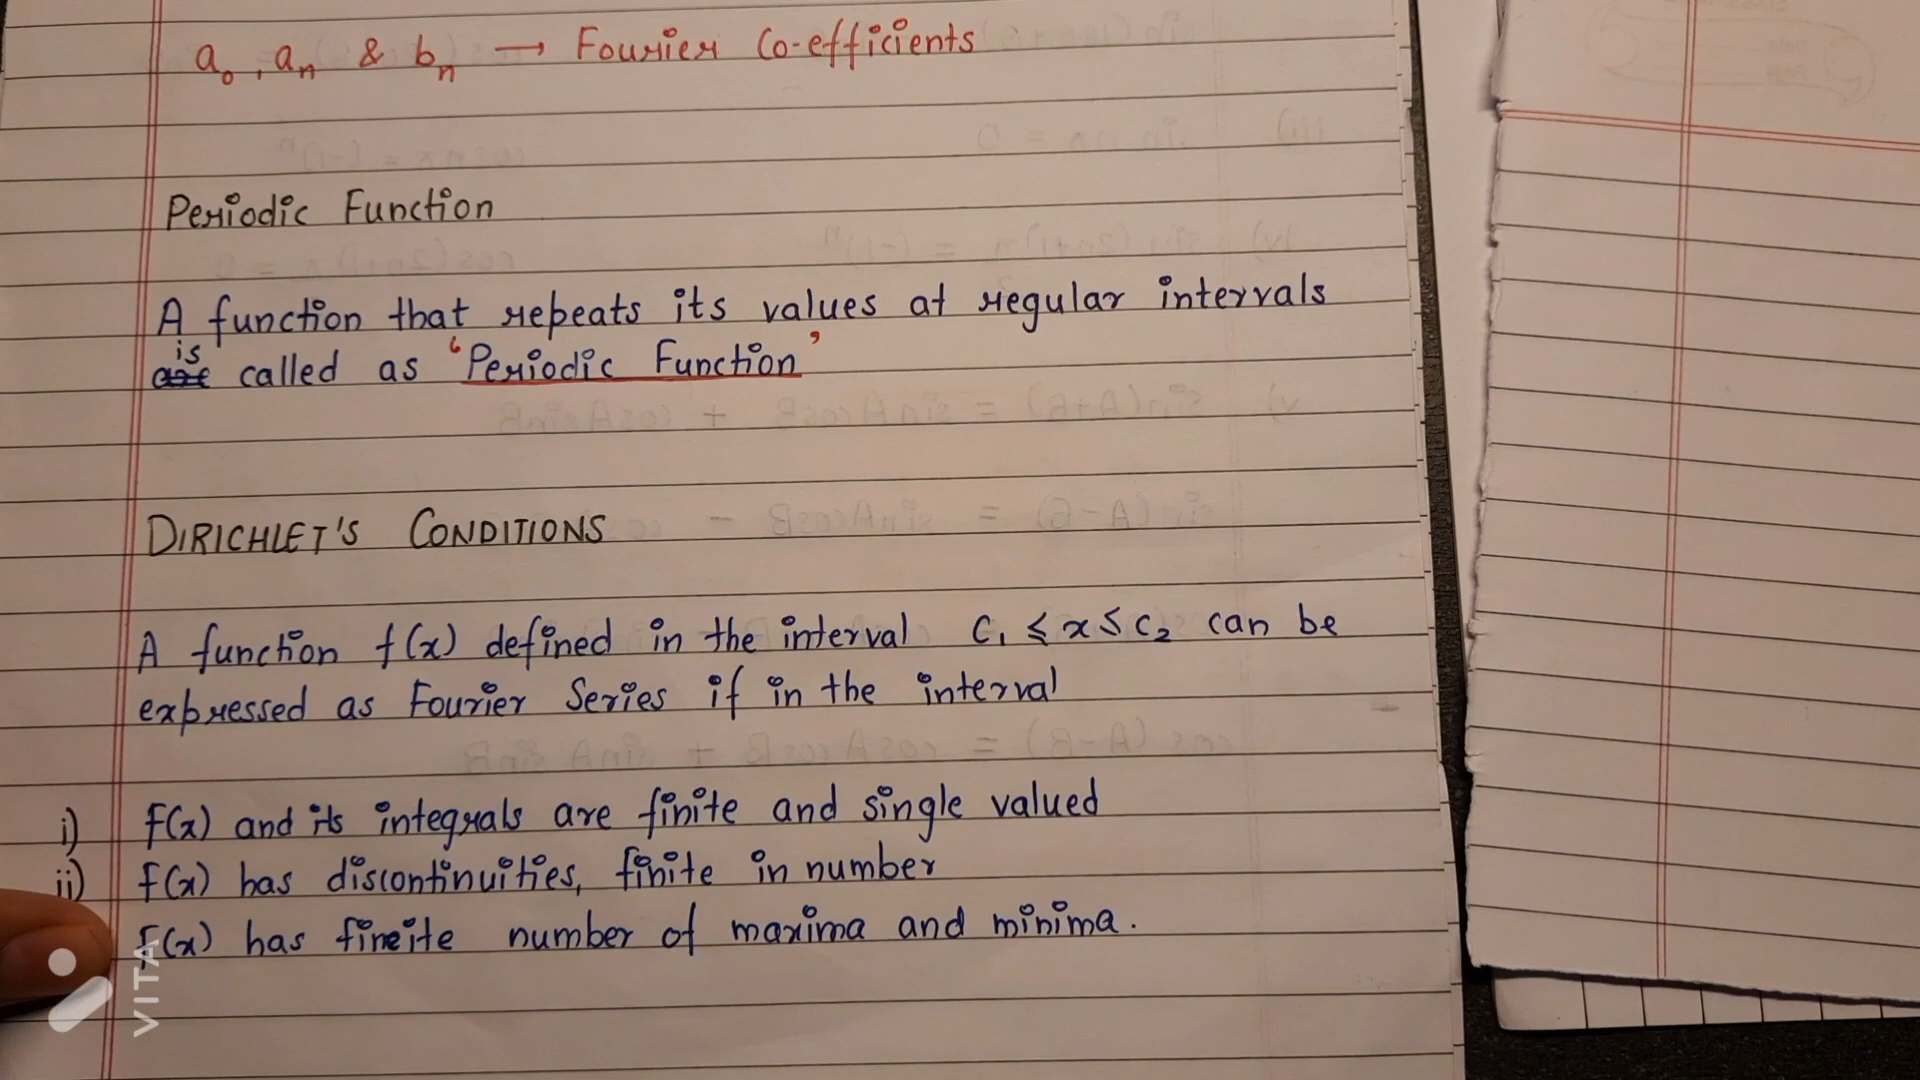 a₀, aₙ & bₙ → Fourier Co-efficients
Periodic Function
A function that repeats its values at regular intervals
is
are called as 'Periodic Function'
DIRICHLET'S CONDITIONS
A function f(x) defined in the interval C₁ ≤ x ≤ C₂ can be
expressed as Fourier Series if in the interval
i) F(x) and its integrals are finite and single valued
ii) F(x) has discontinuities, finite in number
F(x) has fineite number of maxima and minima.
VITA